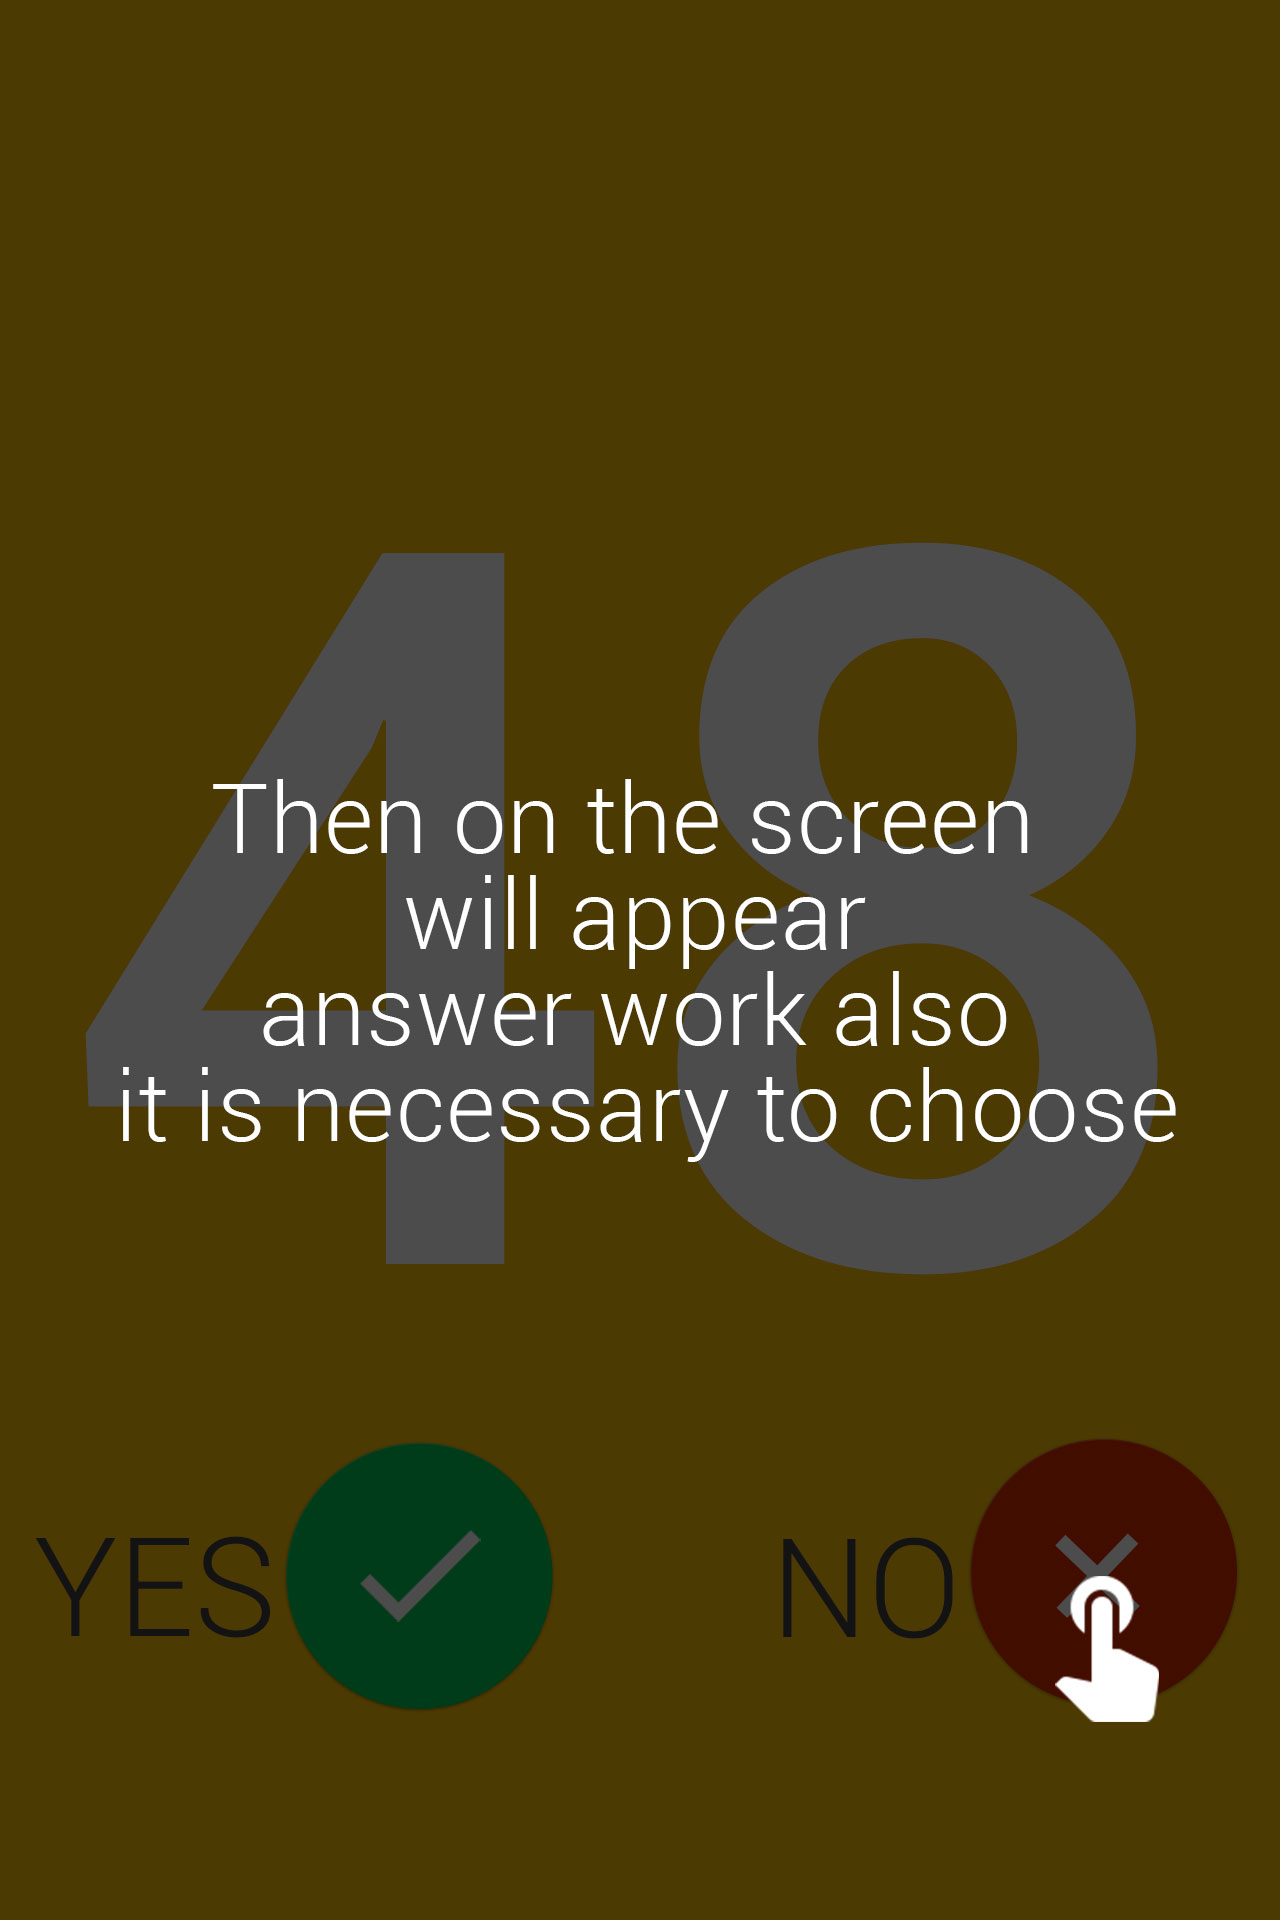 48
Then on the screen
will appear
answer work also
it is necessary to choose
YES
NO